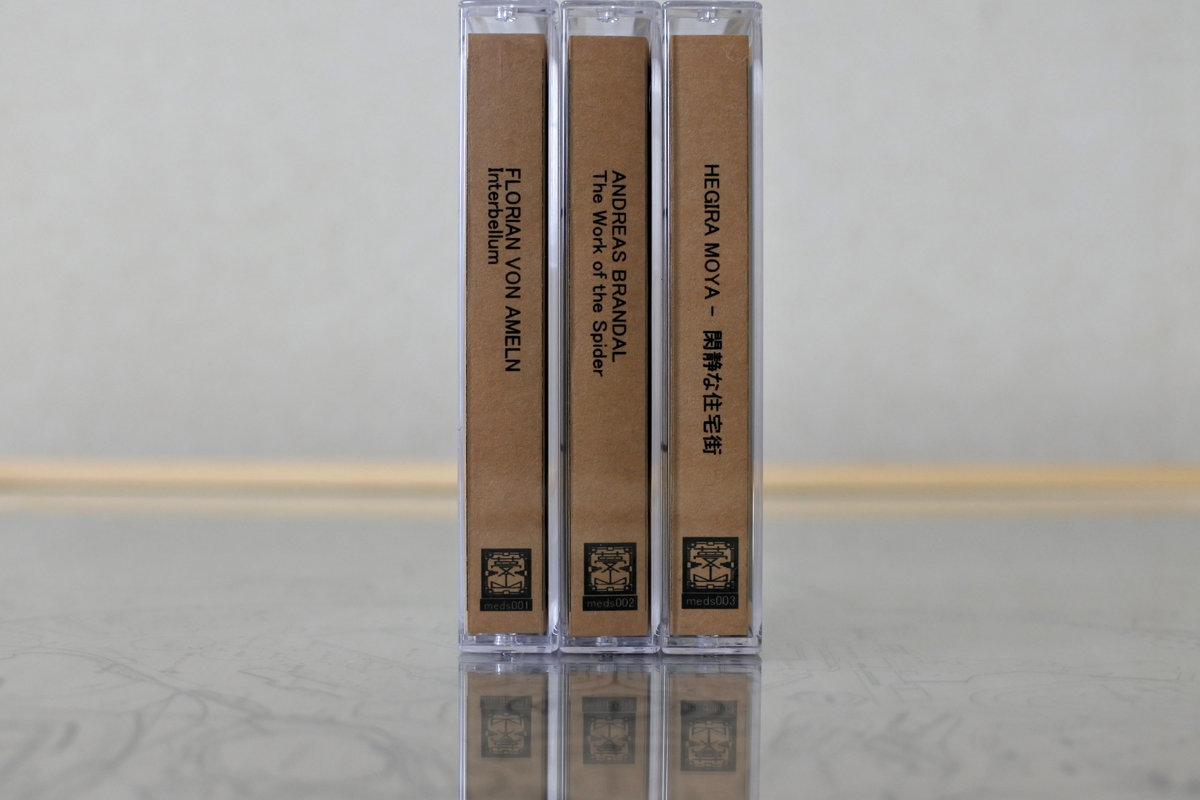 FLORIAN VON AMELN
Interbellum
meds001
ANDREAS BRANDAL
The Work of the Spider
meds002
HEGIRA MOYA - 閑静な住宅街
meds003